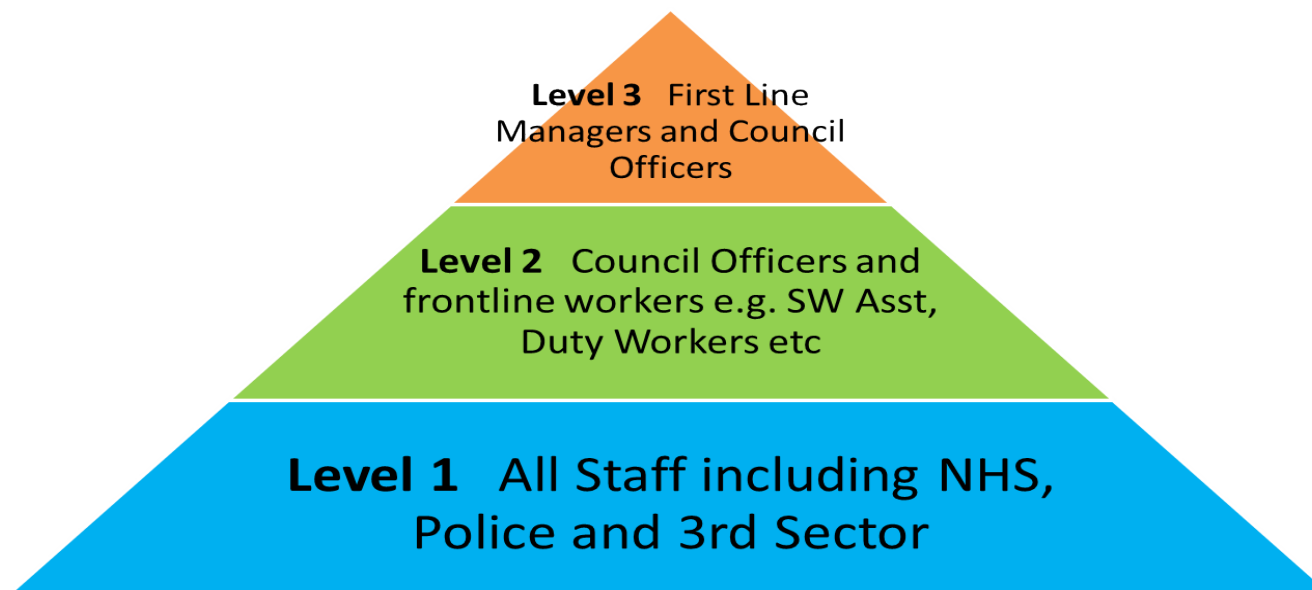 Level 3 First Line
Managers and Council
Officers
Level 2 Council Officers and
frontline workers e.g. SW Asst,
Duty Workers etc
Level 1 All Staff including NHS,
Police and 3rd Sector